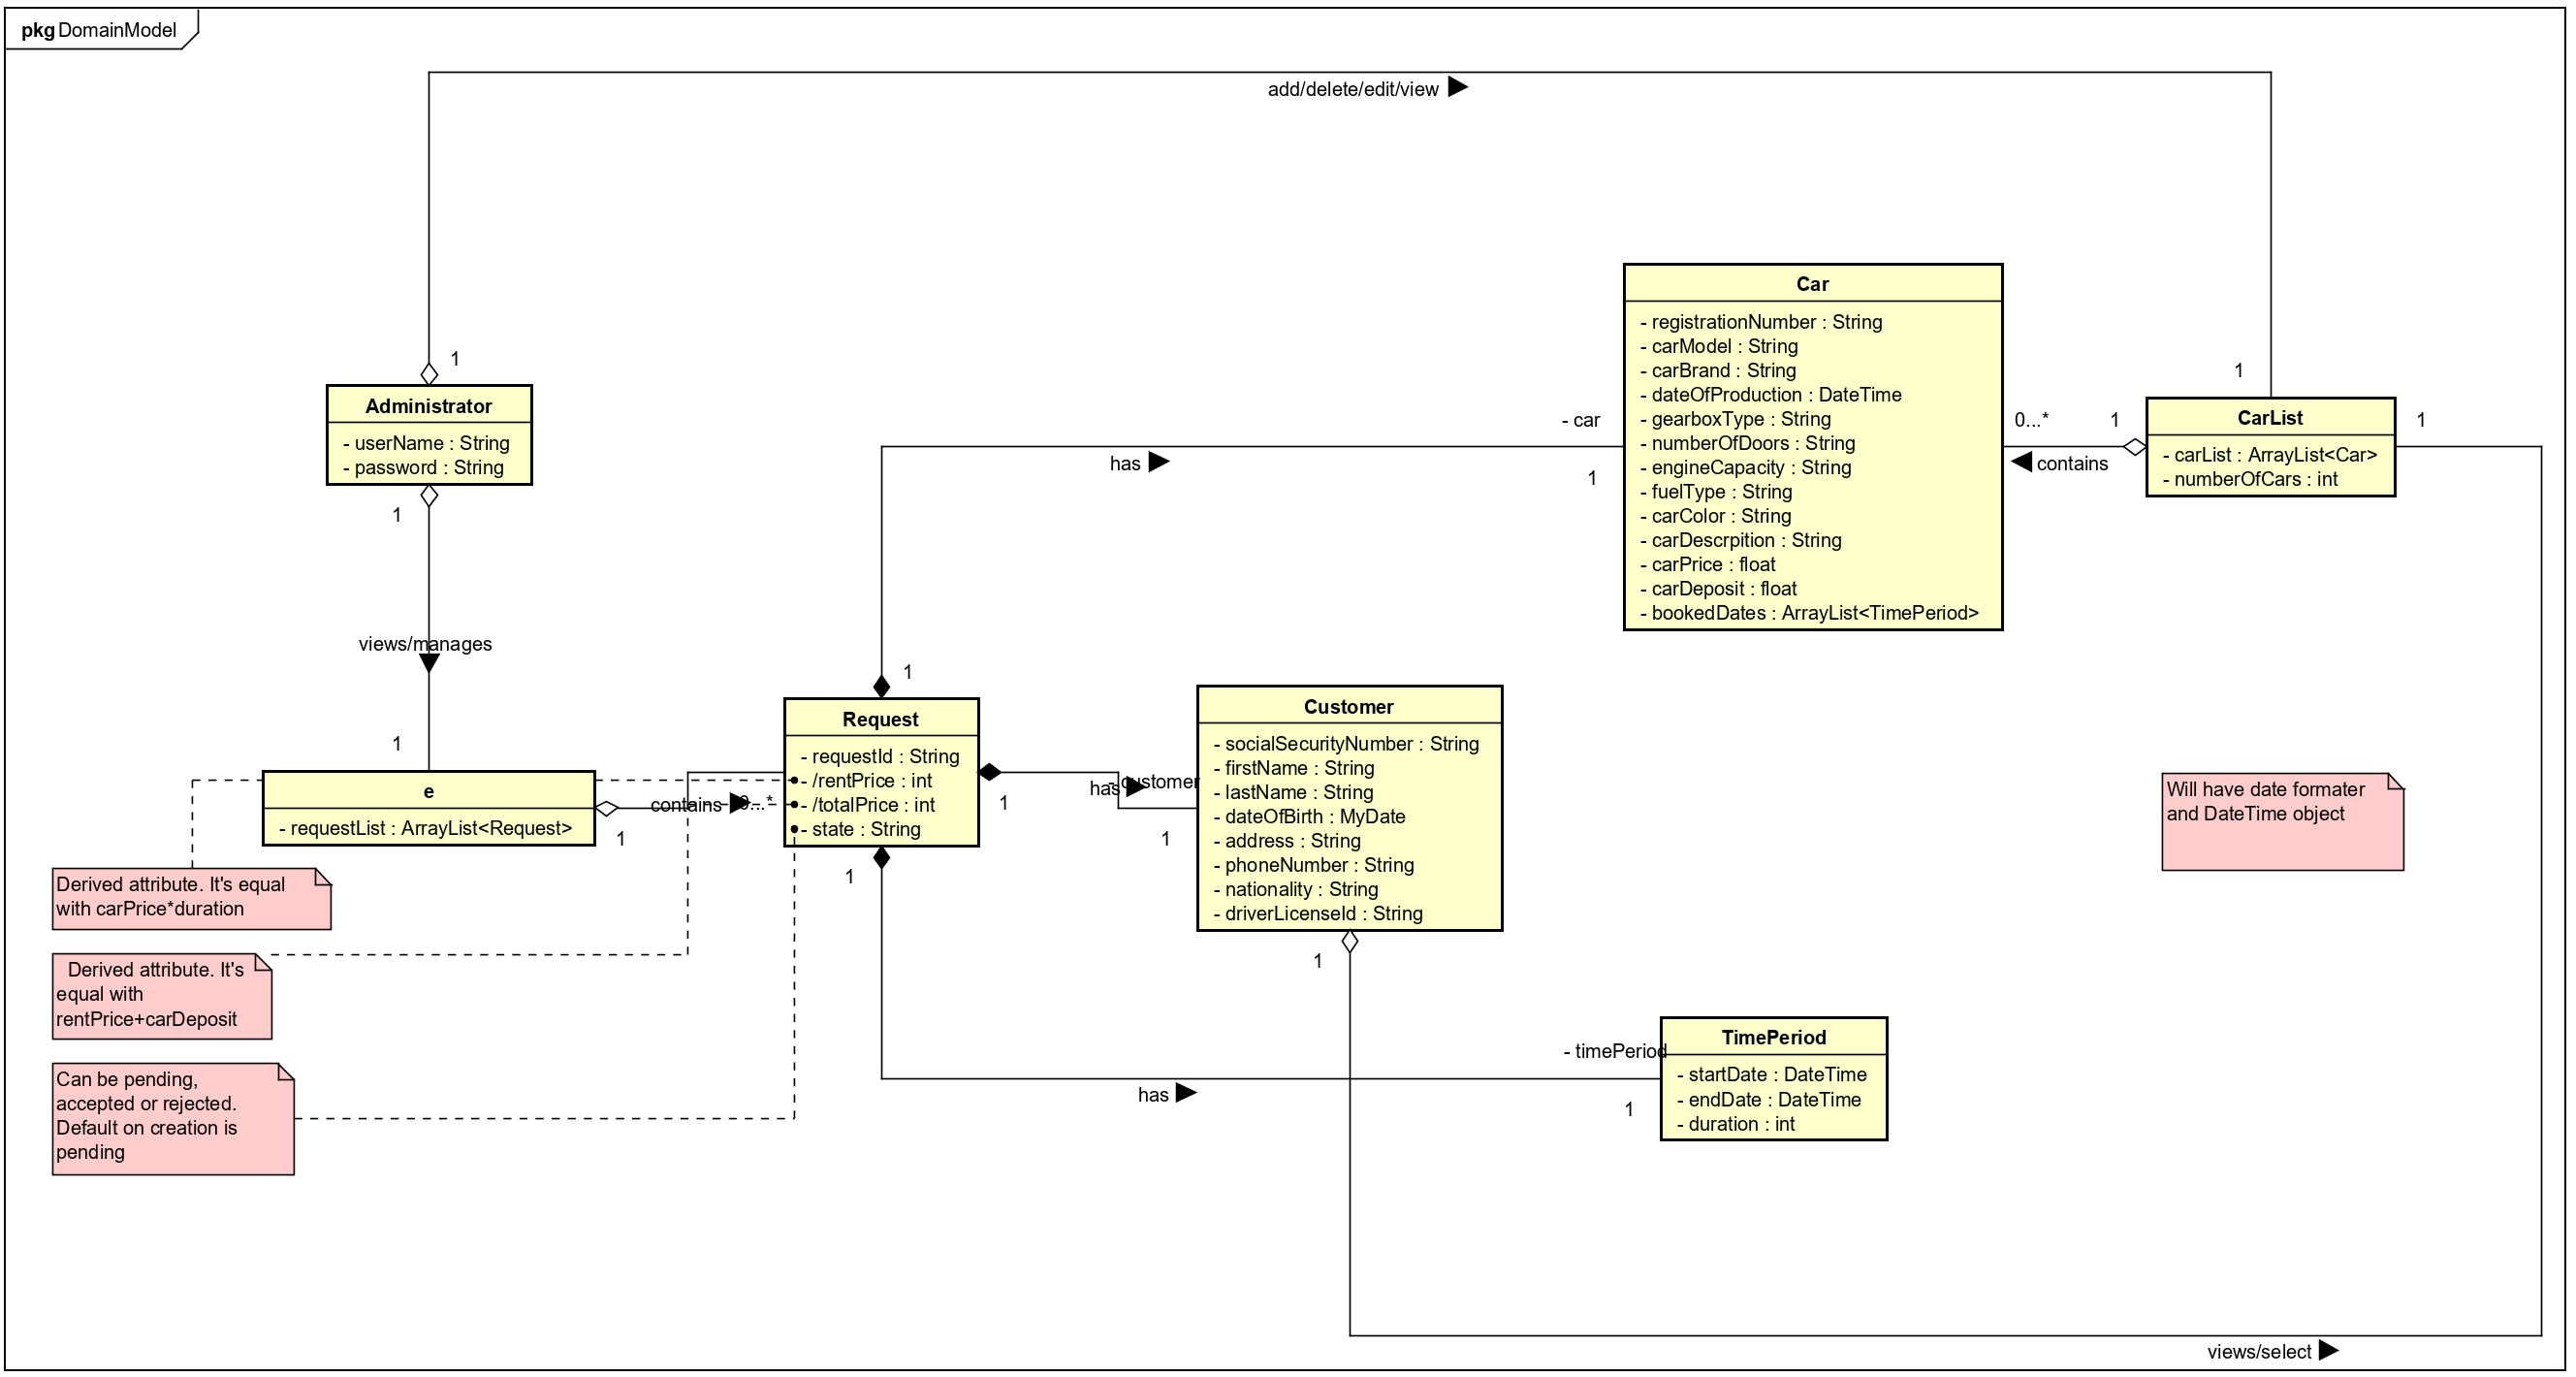 pkg DomainModel
add/delete/edit/view
1
Administrator
- userName : String
- password : String
1
views/manages
1
e
- requestList : ArrayList<Request>
1
contains
0...*
Request
- requestId : String
- /rentPrice : int
- /totalPrice : int
- state : String
1
has
- car
1
Car
- registrationNumber : String
- carModel : String
- carBrand : String
- dateOfProduction : DateTime
- gearboxType : String
- numberOfDoors : String
- engineCapacity : String
- fuelType : String
- carColor : String
- carDescrpition : String
- carPrice : float
- carDeposit : float
- bookedDates : ArrayList<TimePeriod>
0...*
1
contains
1
CarList
- carList : ArrayList<Car>
- numberOfCars : int
1
1
has
- customer
1
Customer
- socialSecurityNumber : String
- firstName : String
- lastName : String
- dateOfBirth : MyDate
- address : String
- phoneNumber : String
- nationality : String
- driverLicenseId : String
1
Will have date formater
and DateTime object
Derived attribute. It's equal
with carPrice*duration
Derived attribute. It's
equal with
rentPrice+carDeposit
Can be pending,
accepted or rejected.
Default on creation is
pending
1
has
- timePeriod
1
TimePeriod
- startDate : DateTime
- endDate : DateTime
- duration : int
views/select